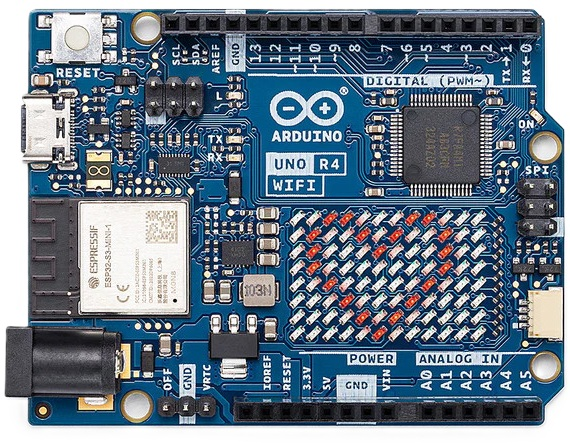 RESET
SCL
SDA
AREF
GND
13
12
~11
~10
~9
8
7
~6
~5
4
~3
2
TX→1
RX←0
DIGITAL (PWM~)
L
TX
RX
®
ARDUINO
UNO R4
WIFI
ON
SPI
ESPRESSIF
ESP32-S3-MINI-1
CE
103N
OFF
GND
VRTC
IOREF
RESET
3.3V
5V
GND
VIN
POWER
ANALOG IN
A0
A1
A2
A3
A4
A5